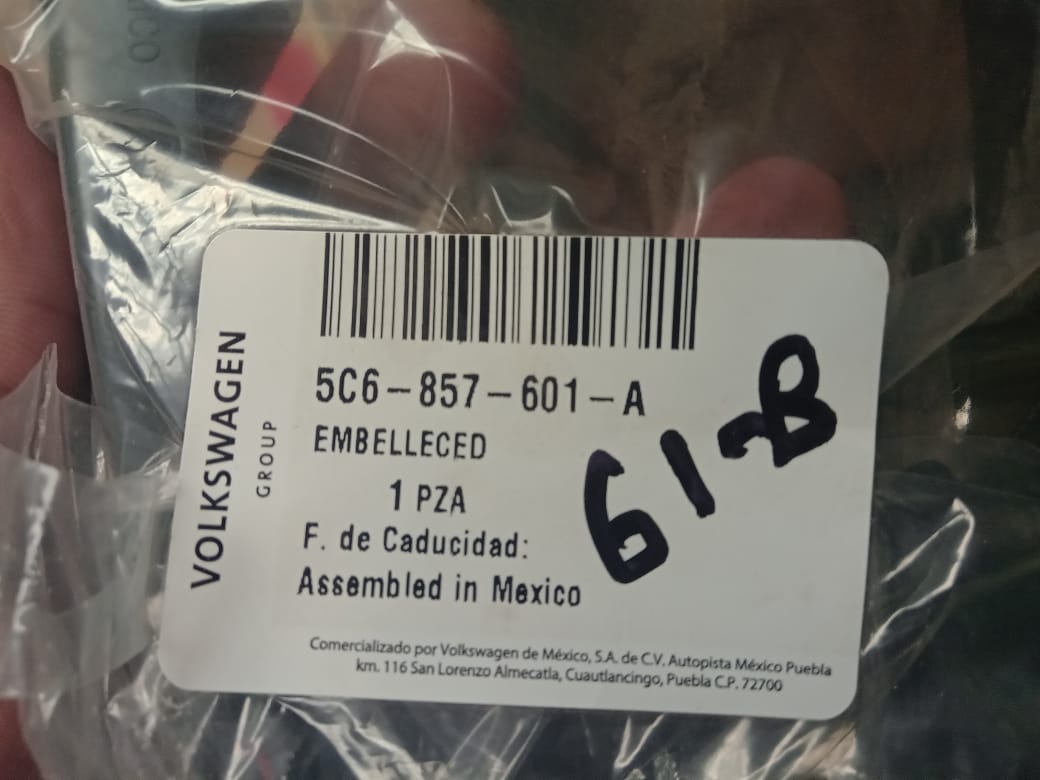 VOLKSWAGEN
GROUP
5C6-857-601-A
EMBELLECED
1 PZA
F. de Caducidad:
Assembled in Mexico
61-B
Comercializado por Volkswagen de México, S.A. de C.V. Autopista México Puebla
km. 116 San Lorenzo Almecatla, Cuautlancingo, Puebla C.P. 72700